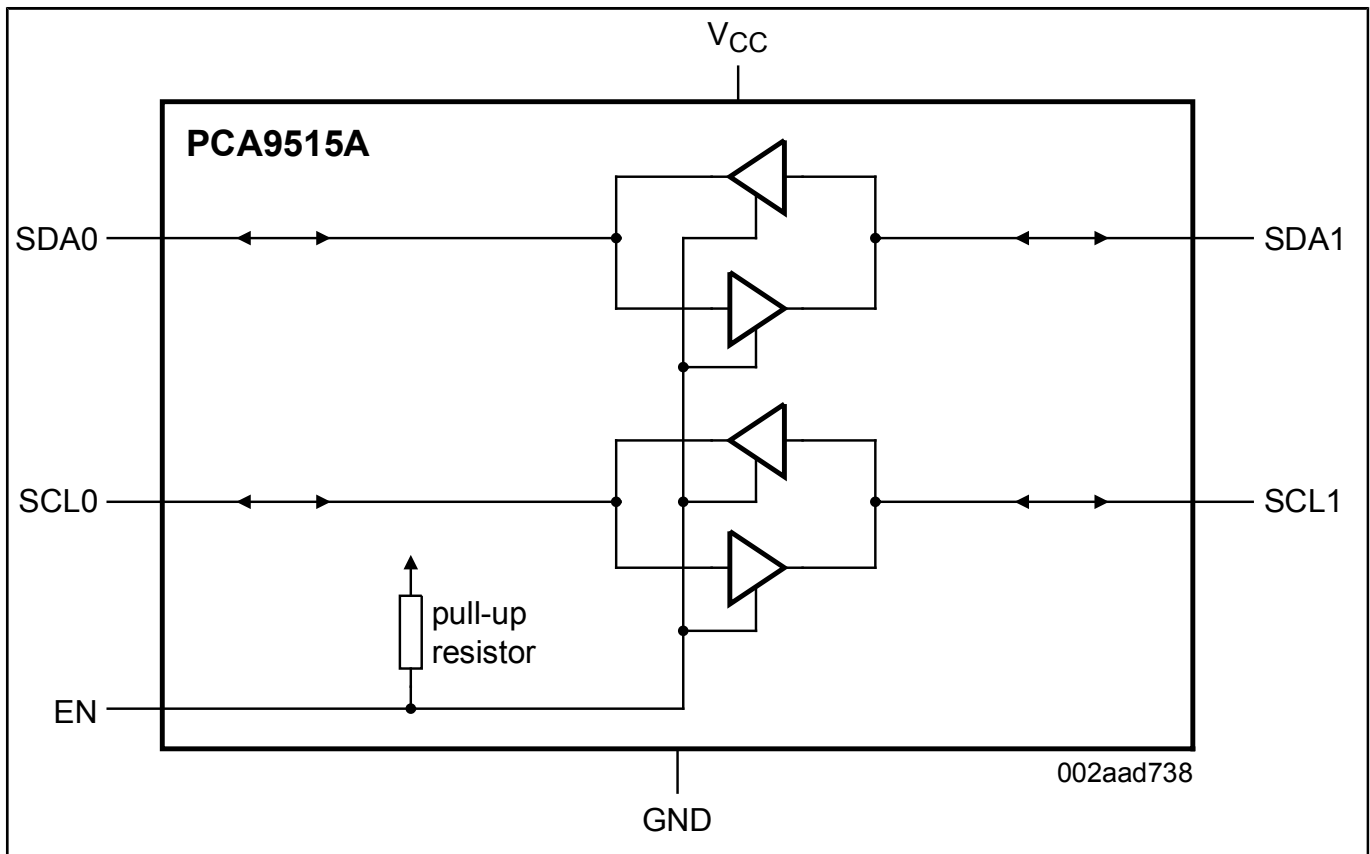 VCC
PCA9515A
SDA0
SDA1
SCL0
SCL1
pull-up
resistor
EN
002aad738
GND